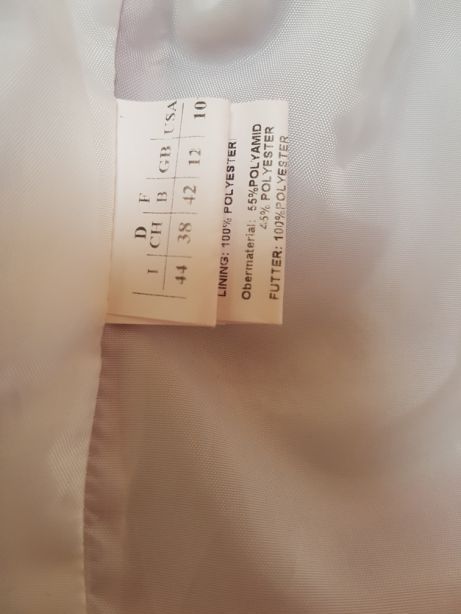 I | D | F | GB | USA
CH | B
44 | 38 | 42 | 12 | 10
LINING: 100% POLYESTER
Obermaterial: 55%POLYAMID
45% POLYESTER
FUTTER: 100%POLYESTER